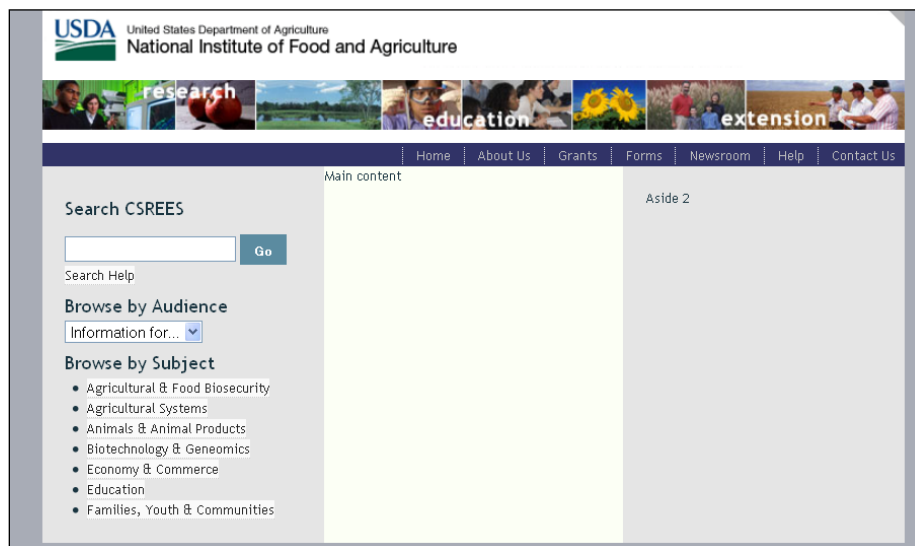 USDA
United States Department of Agriculture
National Institute of Food and Agriculture
research
education
extension
Home
About Us
Grants
Forms
Newsroom
Help
Contact Us
Search CSREES
Go
Search Help
Browse by Audience
Information for...
Browse by Subject
Agricultural & Food Biosecurity
Agricultural Systems
Animals & Animal Products
Biotechnology & Geneomics
Economy & Commerce
Education
Families, Youth & Communities
Main content
Aside 2